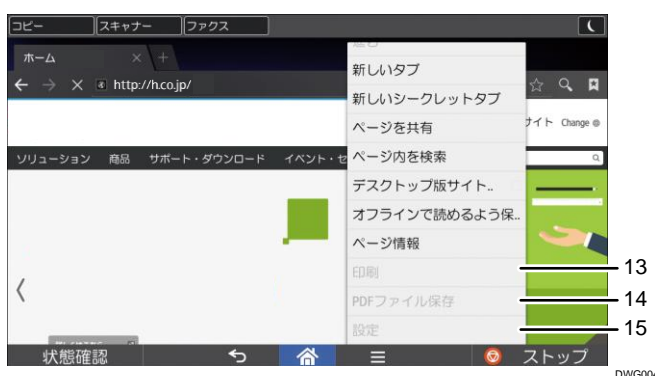 コピー スキャナー ファクス
ホーム
http://h.co.jp/
新しいタブ
新しいシークレットタブ
ページを共有
サイト Change
ソリューション 商品 サポート・ダウンロード イベント・セ
ページ内を検索
デスクトップ版サイト..
オフラインで読めるよう保..
ページ情報
印刷
13
PDFファイル保存
14
設定
15
状態確認
ストップ
DWG004